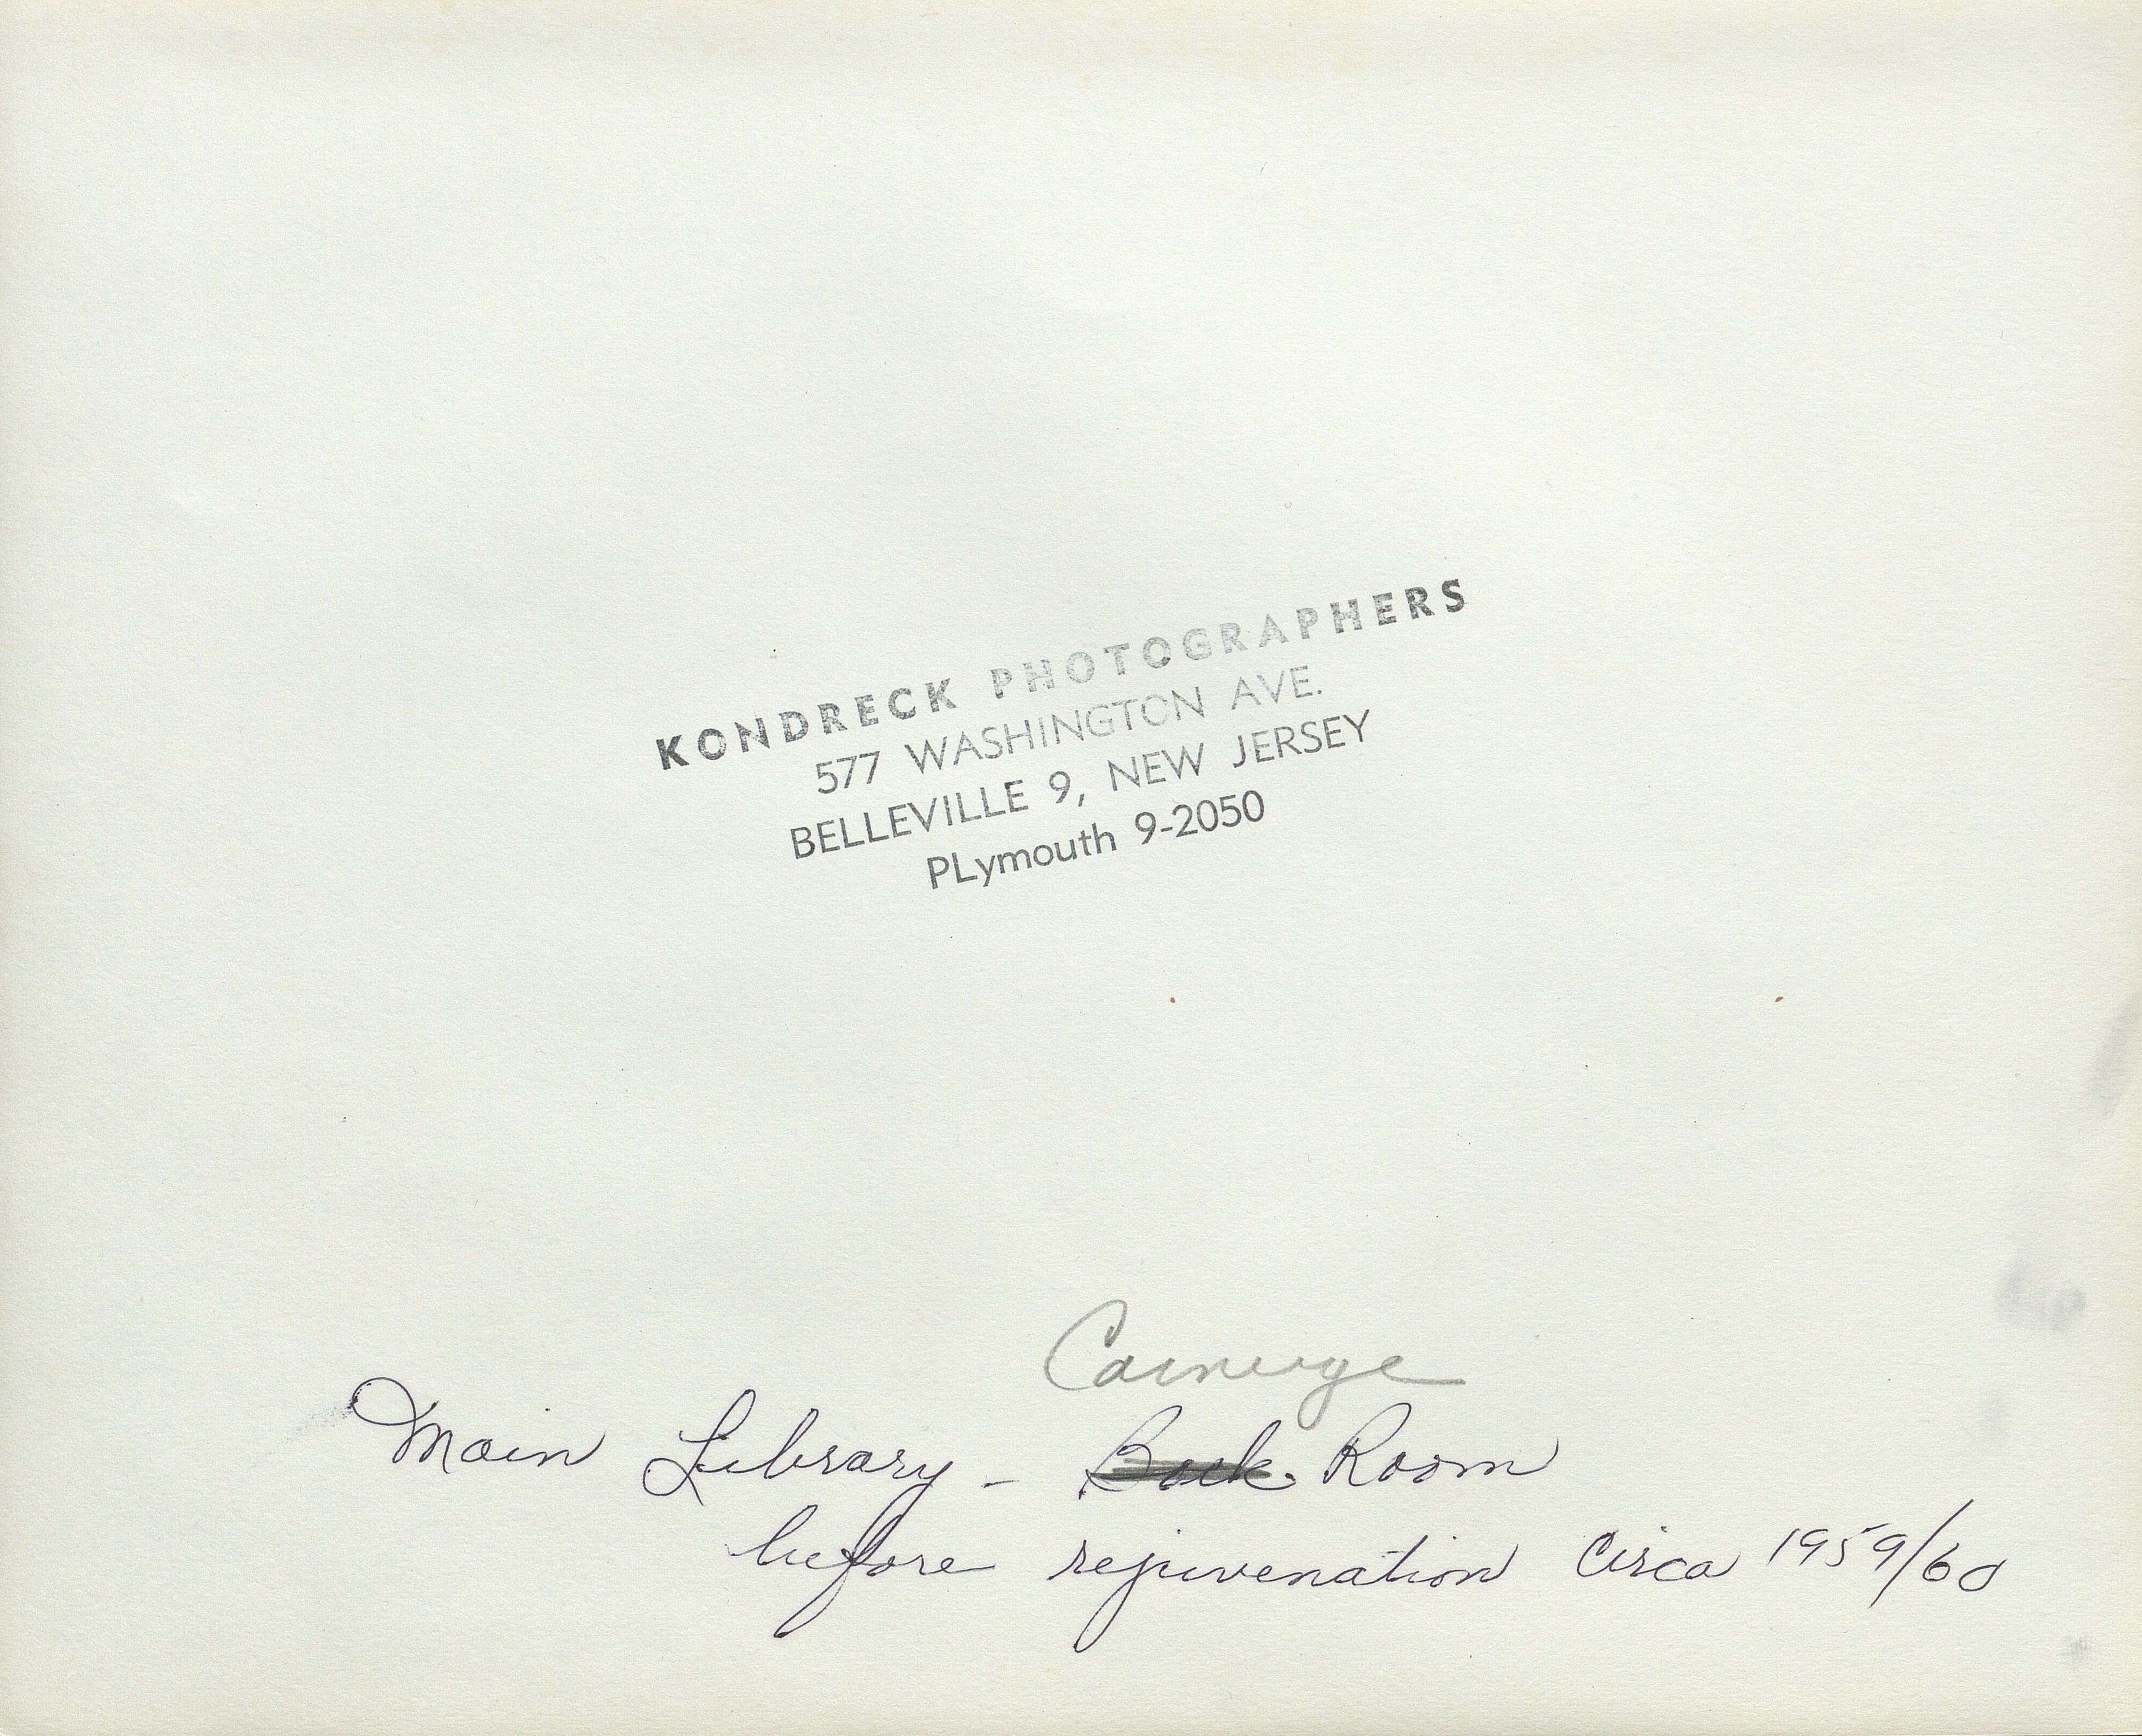 KONDRECK PHOTOGRAPHERS
577 WASHINGTON AVE.
BELLEVILLE 9, NEW JERSEY
PLymouth 9-2050
Carneige
Main Library - Back Room
before rejuvenation Circa 1959/60